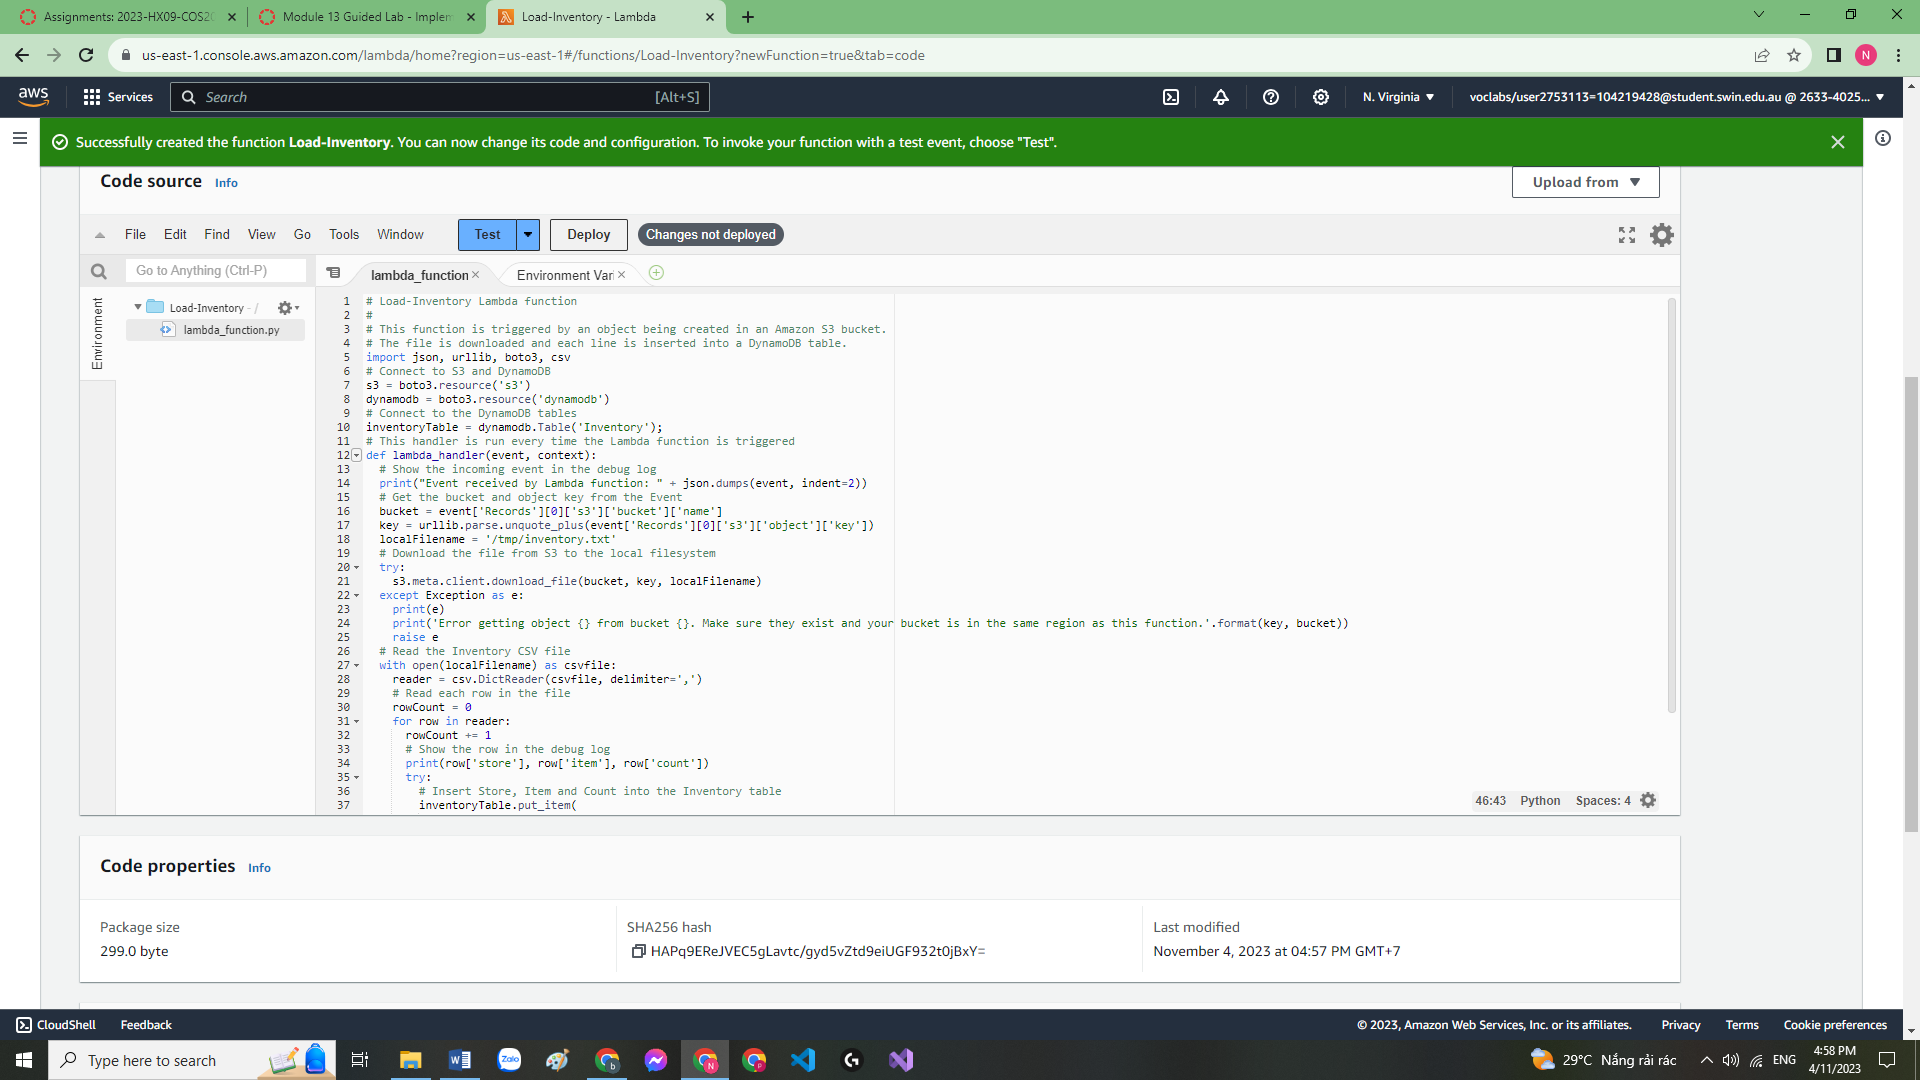 Assignments: 2023-HX09-COS20
Module 13 Guided Lab - Implem
Load-Inventory - Lambda
us-east-1.console.aws.amazon.com/lambda/home?region=us-east-1#/functions/Load-Inventory?newFunction=true&tab=code
N
aws
Services
Search
[Alt+S]
N. Virginia
voclabs/user2753113=104219428@student.swin.edu.au @ 2633-4025...
Successfully created the function Load-Inventory. You can now change its code and configuration. To invoke your function with a test event, choose "Test".
Code source
Info
Upload from
File
Edit
Find
View
Go
Tools
Window
Test
Deploy
Changes not deployed
Go to Anything (Ctrl-P)
lambda_function
Environment Vari
Environment
Load-Inventory - /
lambda_function.py
1 # Load-Inventory Lambda function
2 #
3 # This function is triggered by an object being created in an Amazon S3 bucket.
4 # The file is downloaded and each line is inserted into a DynamoDB table.
5 import json, urllib, boto3, csv
6 # Connect to S3 and DynamoDB
7 s3 = boto3.resource('s3')
8 dynamodb = boto3.resource('dynamodb')
9 # Connect to the DynamoDB tables
10 inventoryTable = dynamodb.Table('Inventory');
11 # This handler is run every time the Lambda function is triggered
12 def lambda_handler(event, context):
13 # Show the incoming event in the debug log
14 print("Event received by Lambda function: " + json.dumps(event, indent=2))
15 # Get the bucket and object key from the Event
16 bucket = event['Records'][0]['s3']['bucket']['name']
17 key = urllib.parse.unquote_plus(event['Records'][0]['s3']['object']['key'])
18 localFilename = '/tmp/inventory.txt'
19 # Download the file from S3 to the local filesystem
20 try:
21 s3.meta.client.download_file(bucket, key, localFilename)
22 except Exception as e:
23 print(e)
24 print('Error getting object {} from bucket {}. Make sure they exist and your bucket is in the same region as this function.'.format(key, bucket))
25 raise e
26 # Read the Inventory CSV file
27 with open(localFilename) as csvfile:
28 reader = csv.DictReader(csvfile, delimiter=',')
29 # Read each row in the file
30 rowCount = 0
31 for row in reader:
32 rowCount += 1
33 # Show the row in the debug log
34 print(row['store'], row['item'], row['count'])
35 try:
36 # Insert Store, Item and Count into the Inventory table
37 inventoryTable.put_item(
46:43
Python
Spaces: 4
Code properties
Info
Package size
299.0 byte
SHA256 hash
HAPq9EReJVEC5gLavtc/gyd5vZtd9eiUGF932t0jBxY=
Last modified
November 4, 2023 at 04:57 PM GMT+7
CloudShell
Feedback
© 2023, Amazon Web Services, Inc. or its affiliates.
Privacy
Terms
Cookie preferences
Type here to search
Zalo
29°C Nắng rải rác
ENG
4:58 PM
4/11/2023